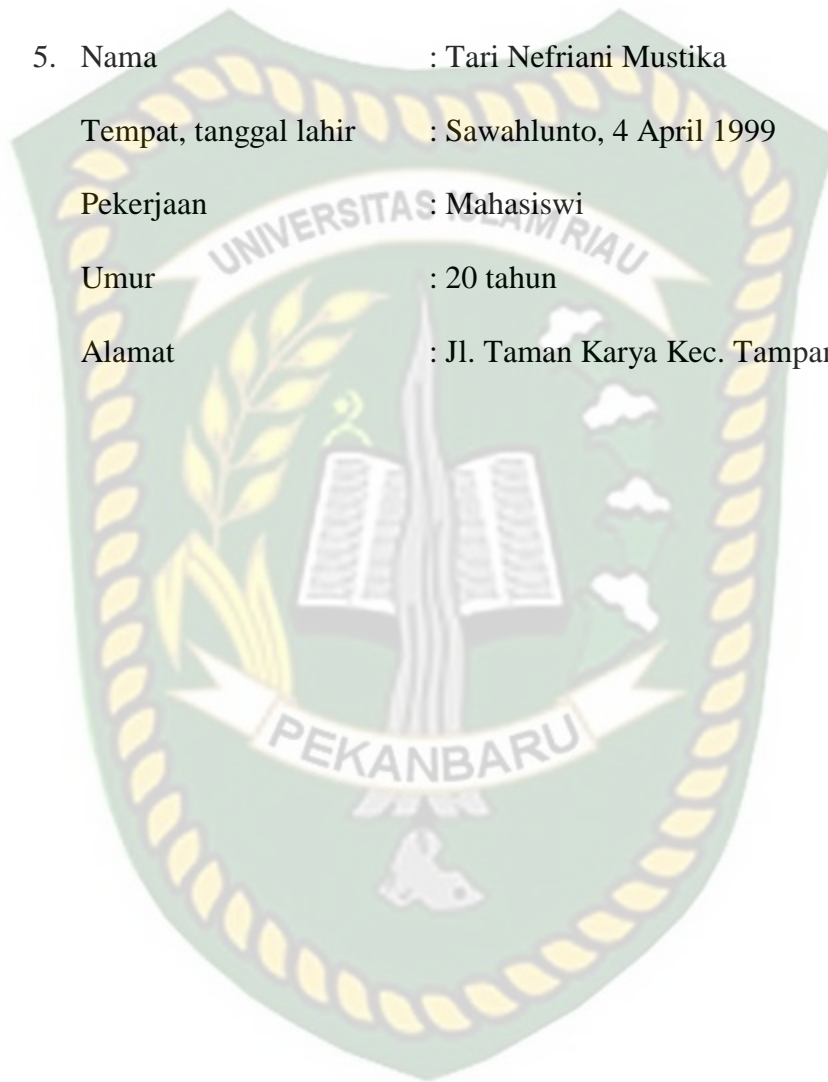 5. Nama : Tari Nefriani Mustika
Tempat, tanggal lahir : Sawahlunto, 4 April 1999
Pekerjaan : Mahasiswi
UNIVERSITAS ISLAM RIAU
Umur : 20 tahun
Alamat : Jl. Taman Karya Kec. Tampan
PEKANBARU